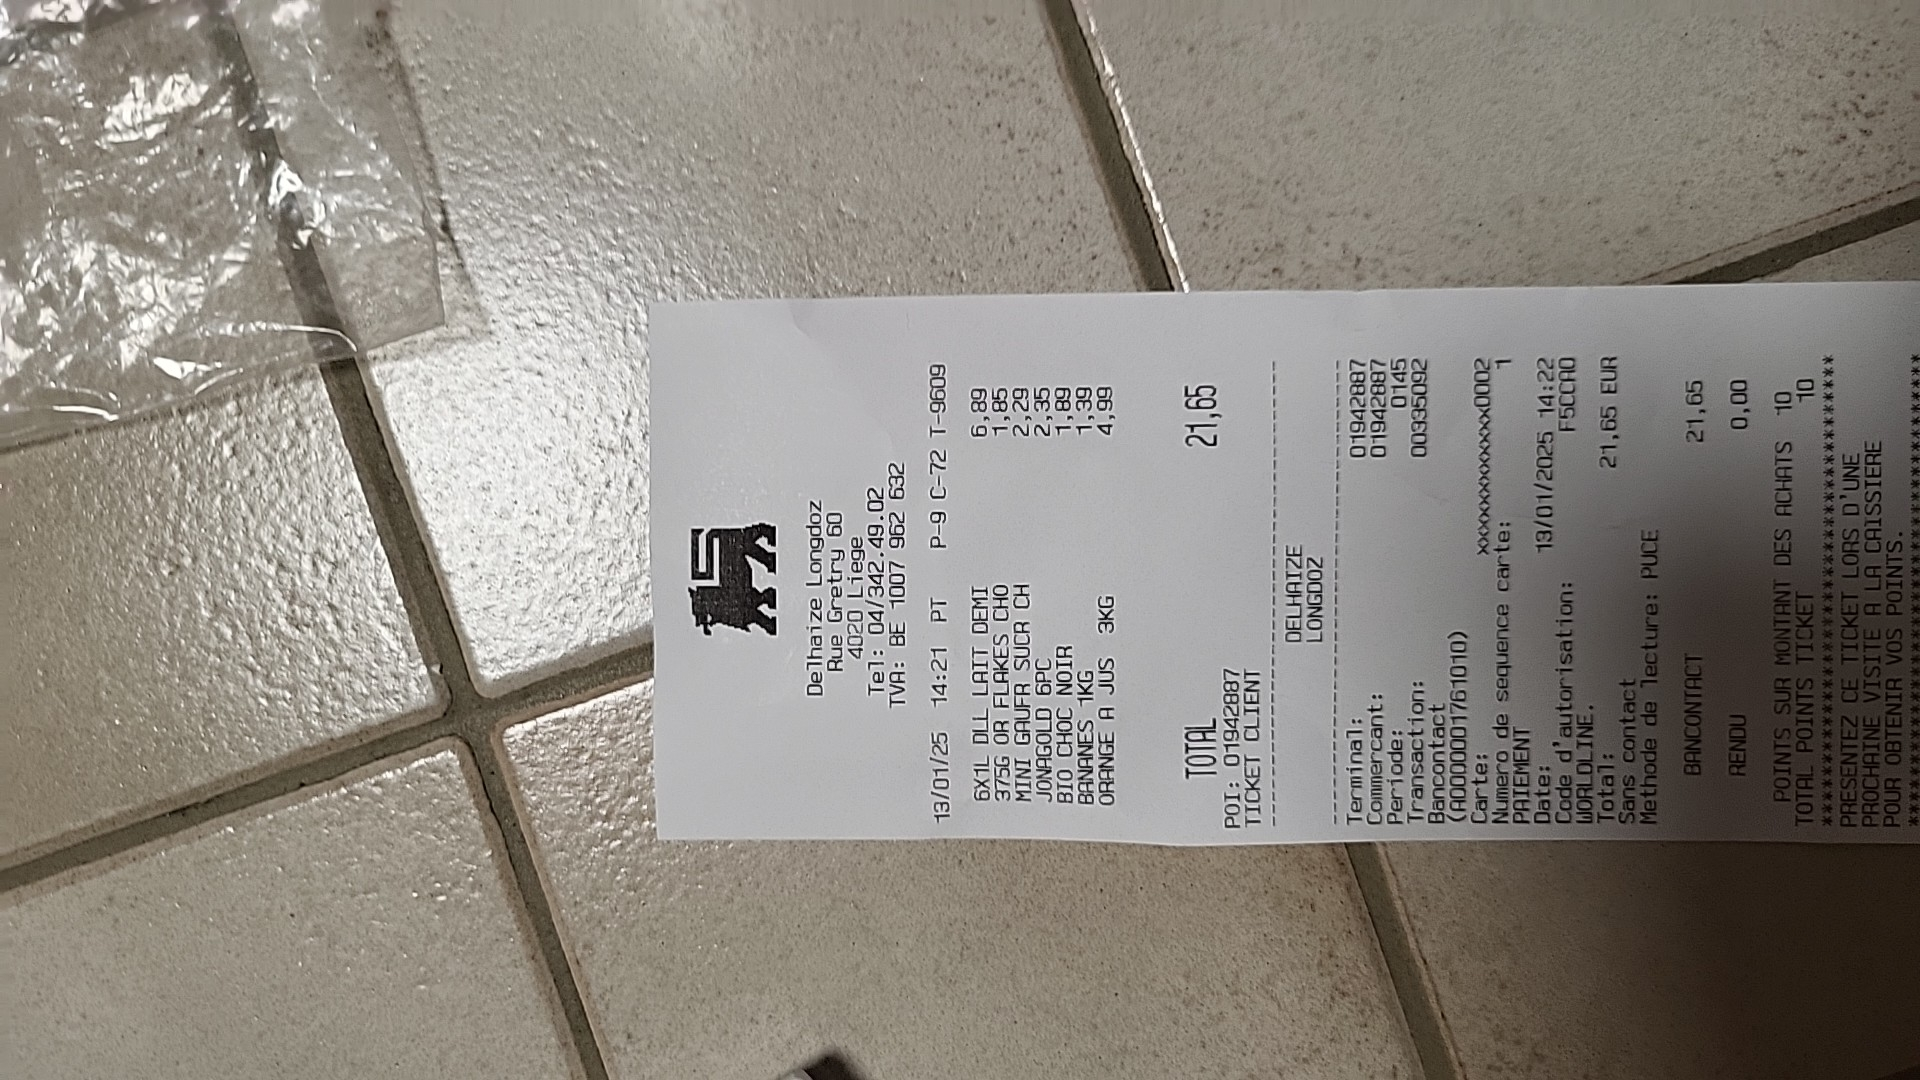 Delhaize Longdoz
Rue Gretry 60
4020 Liege
Tel: 04/342.49.02
TVA: BE 1007 962 632
13/01/25 14:21 PT P-9 C-72 T-9609
6X1L DLL LAIT DEMI 6,89
375G OR FLAKES CHO 1,85
MINI GAUFR SUCR CH 2,29
JONAGOLD 6PC 2,35
BIO CHOC NOIR 1,89
BANANES 1KG 1,39
ORANGE A JUS 3KG 4,99
TOTAL 21,65
POI: 01942887
TICKET CLIENT
DELHAIZE
LONGDOZ
Terminal: 01942887
Commercant: 01942887
Periode: 0145
Transaction: 00335092
Bancontact
(A0000001761010)
Carte: xxxxxxxxxxxxx0002
Numero de sequence carte: 1
PAIEMENT
Date: 13/01/2025 14:22
Code d'autorisation: F5CCA0
WORLDLINE.
Total: 21,65 EUR
Sans contact
Methode de lecture: PUCE
BANCONTACT 21,65
RENDU 0,00
POINTS SUR MONTANT DES ACHATS 10
TOTAL POINTS TICKET 10
***********************************
PRESENTEZ CE TICKET LORS D'UNE
PROCHAINE VISITE A LA CAISSIERE
POUR OBTENIR VOS POINTS.
***********************************